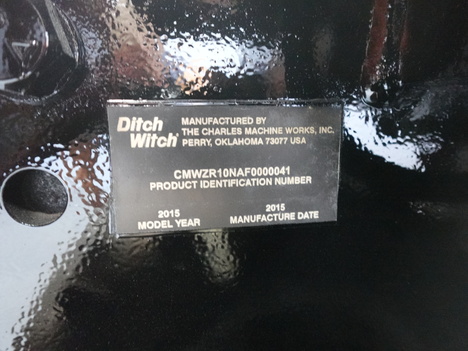 Ditch Witch
MANUFACTURED BY
THE CHARLES MACHINE WORKS, INC.
PERRY, OKLAHOMA 73077 USA
CMWZR10NAF0000041
PRODUCT IDENTIFICATION NUMBER
2015 2015
MODEL YEAR MANUFACTURE DATE